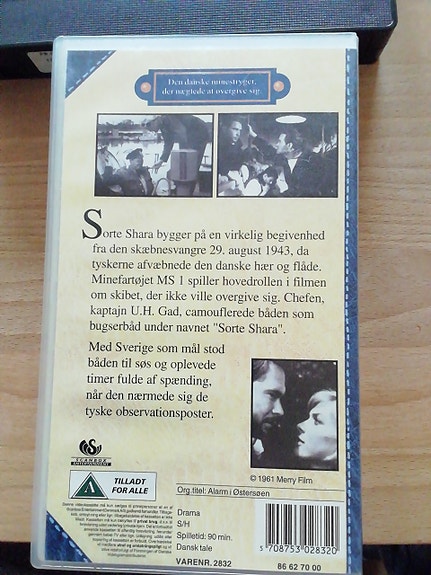 Den danske minestryger,
der nægtede at overgive sig.
Sorte Shara bygger på en virkelig begivenhed
fra den skæbnesvangre 29. august 1943, da
tyskerne afvæbnede den danske hær og flåde.
Minefartøjet MS 1 spiller hovedrollen i filmen
om skibet, der ikke ville overgive sig. Chefen,
kaptajn U.H. Gad, camouflerede båden som
bugserbåd under navnet "Sorte Shara".
Med Sverige som mål stod
båden til søs og oplevede
timer fulde af spænding,
når den nærmede sig de
tyske observationsposter.
SCANBOX
ENTERTAINMENT
© 1961 Merry Film
A
TILLADT
FOR ALLE
Org.titel: Alarm i Østersøen
Drama
S/H
Spilletid: 90 min.
Dansk tale
VARENR. 2832
5 708753 028320
86 62 70 00